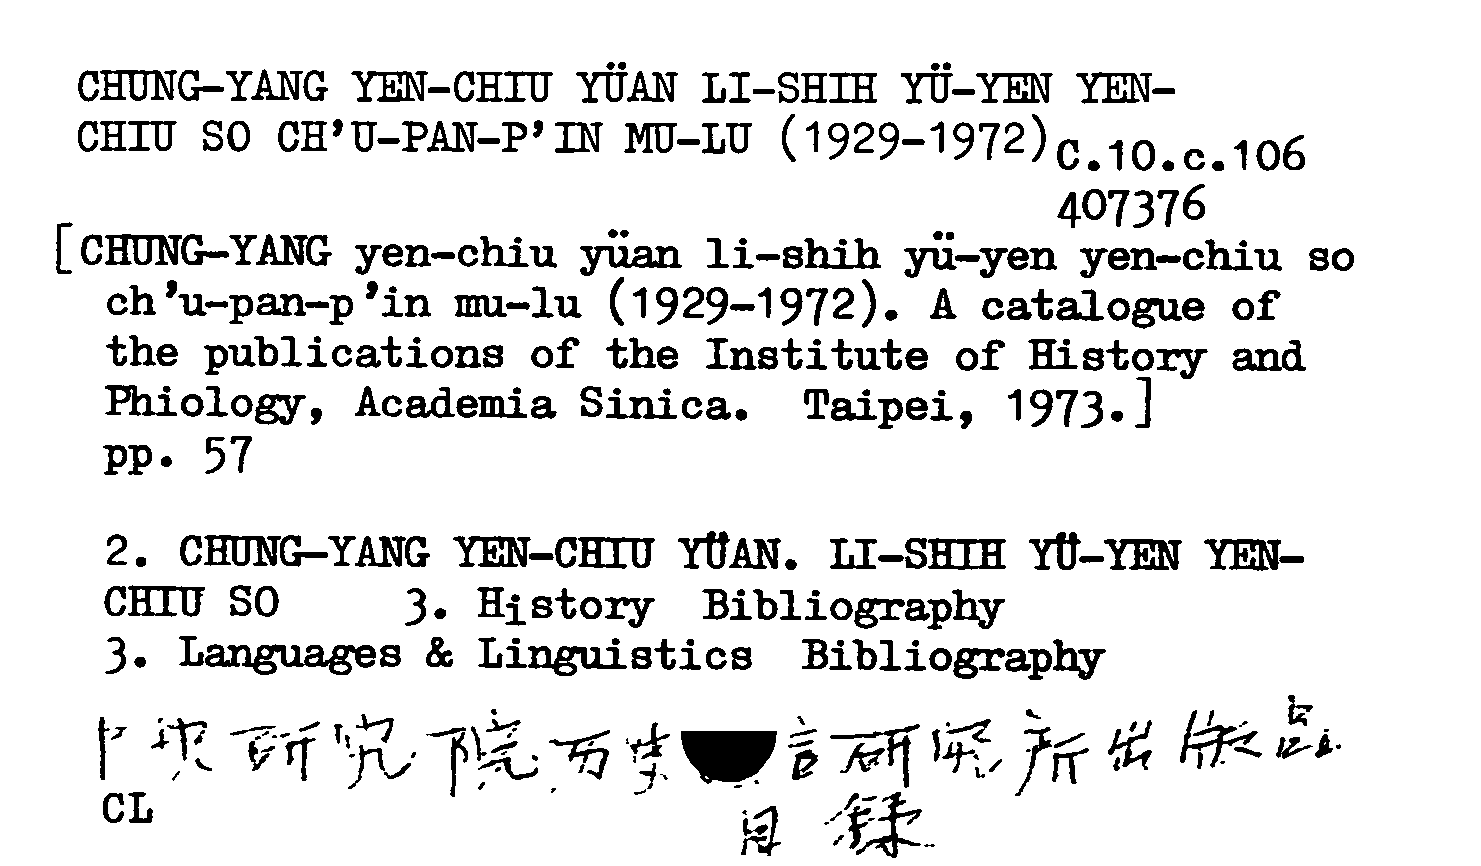 CHUNG-YANG YEN-CHIU YÜAN LI-SHIH YÜ-YEN YEN-
CHIU SO CH'U-PAN-P'IN MU-LU (1929-1972)
C.10.c.106
407376
[CHUNG-YANG yen-chiu yüan li-shih yü-yen yen-chiu so
ch'u-pan-p'in mu-lu (1929-1972). A catalogue of
the publications of the Institute of History and
Phiology, Academia Sinica. Taipei, 1973.]
pp. 57
2. CHUNG-YANG YEN-CHIU YÜAN. LI-SHIH YÜ-YEN YEN-
CHIU SO 3. History Bibliography
3. Languages & Linguistics Bibliography
中央研究院历史言研究所出版品
CL
目録